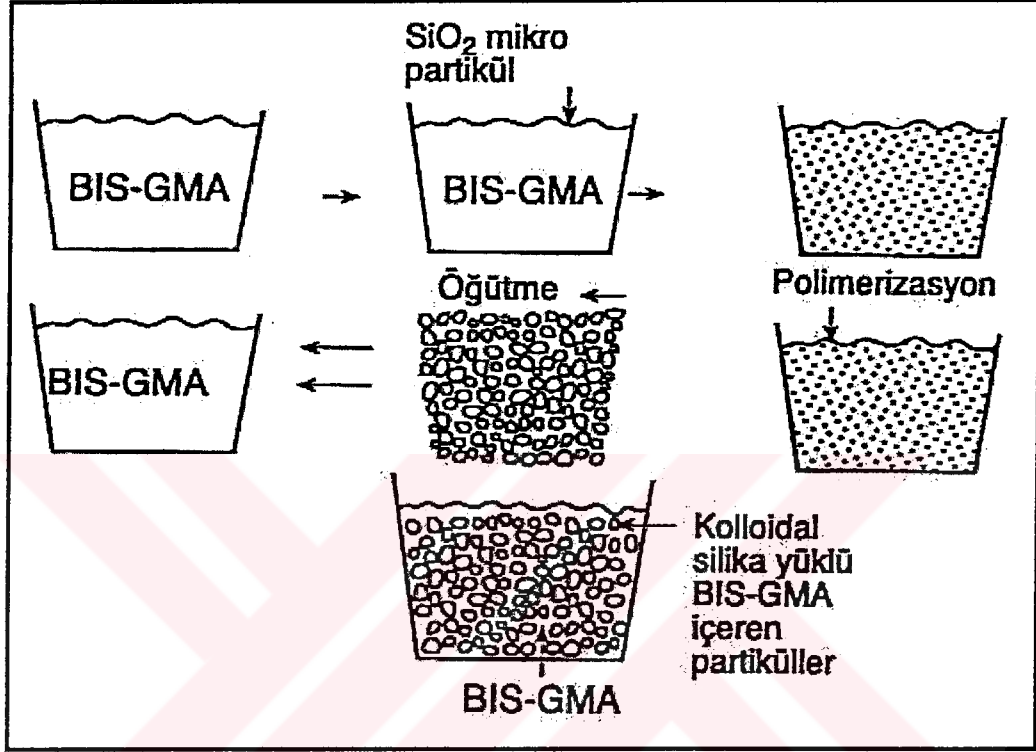 SiO₂ mikro
partikül
BIS-GMA
BIS-GMA
Öğütme
Polimerizasyon
BIS-GMA
Kolloidal
silika yüklü
BIS-GMA
içeren
partiküller
BIS-GMA